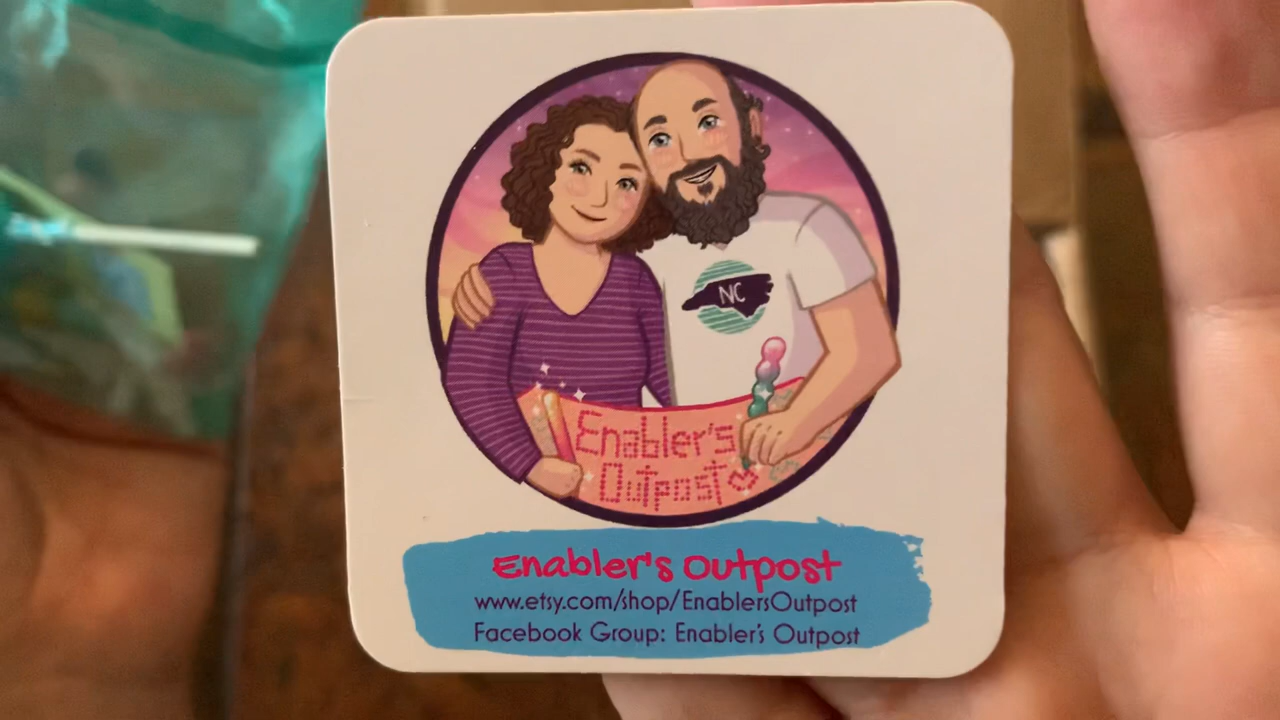 NC
Enabler's
Outpost
Enabler's Outpost
www.etsy.com/shop/EnablersOutpost
Facebook Group: Enabler's Outpost